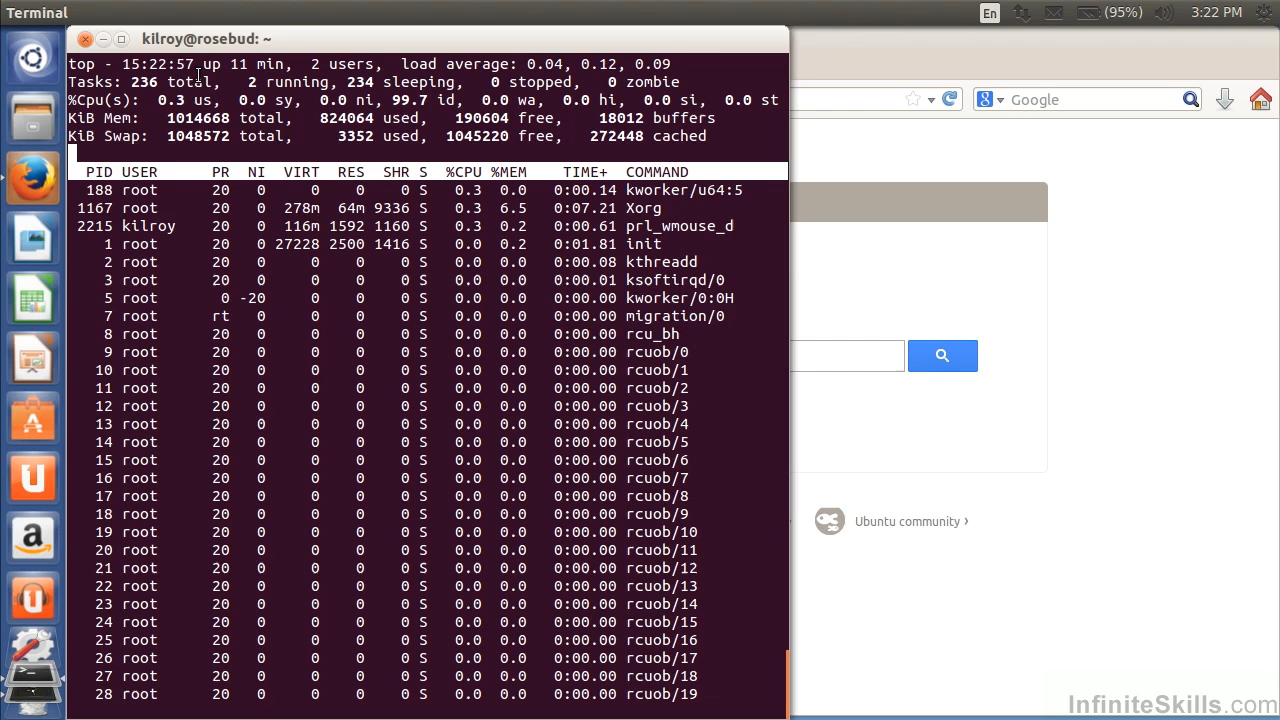 Terminal
En
(95%)
3:22 PM
kilroy@rosebud: ~
Google
top - 15:22:57 up 11 min,  2 users,  load average: 0.04, 0.12, 0.09
Tasks: 236 total,   2 running, 234 sleeping,   0 stopped,   0 zombie
%Cpu(s):  0.3 us,  0.0 sy,  0.0 ni, 99.7 id,  0.0 wa,  0.0 hi,  0.0 si,  0.0 st
KiB Mem:   1014668 total,   824064 used,   190604 free,    18012 buffers
KiB Swap:  1048572 total,     3352 used,  1045220 free,   272448 cached
PID USER      PR  NI  VIRT  RES  SHR S  %CPU %MEM    TIME+  COMMAND
188 root      20   0     0    0    0 S   0.3  0.0   0:00.14 kworker/u64:5
1167 root      20   0  278m  64m 9336 S   0.3  6.5   0:07.21 Xorg
2215 kilroy    20   0  116m 1592 1160 S   0.3  0.2   0:00.61 prl_wmouse_d
1 root      20   0 27228 2500 1416 S   0.0  0.2   0:01.81 init
2 root      20   0     0    0    0 S   0.0  0.0   0:00.08 kthreadd
3 root      20   0     0    0    0 S   0.0  0.0   0:00.01 ksoftirqd/0
5 root       0 -20     0    0    0 S   0.0  0.0   0:00.00 kworker/0:0H
7 root      rt   0     0    0    0 S   0.0  0.0   0:00.00 migration/0
8 root      20   0     0    0    0 S   0.0  0.0   0:00.00 rcu_bh
9 root      20   0     0    0    0 S   0.0  0.0   0:00.00 rcuob/0
10 root      20   0     0    0    0 S   0.0  0.0   0:00.00 rcuob/1
11 root      20   0     0    0    0 S   0.0  0.0   0:00.00 rcuob/2
12 root      20   0     0    0    0 S   0.0  0.0   0:00.00 rcuob/3
13 root      20   0     0    0    0 S   0.0  0.0   0:00.00 rcuob/4
14 root      20   0     0    0    0 S   0.0  0.0   0:00.00 rcuob/5
15 root      20   0     0    0    0 S   0.0  0.0   0:00.00 rcuob/6
16 root      20   0     0    0    0 S   0.0  0.0   0:00.00 rcuob/7
17 root      20   0     0    0    0 S   0.0  0.0   0:00.00 rcuob/8
18 root      20   0     0    0    0 S   0.0  0.0   0:00.00 rcuob/9
19 root      20   0     0    0    0 S   0.0  0.0   0:00.00 rcuob/10
20 root      20   0     0    0    0 S   0.0  0.0   0:00.00 rcuob/11
21 root      20   0     0    0    0 S   0.0  0.0   0:00.00 rcuob/12
22 root      20   0     0    0    0 S   0.0  0.0   0:00.00 rcuob/13
23 root      20   0     0    0    0 S   0.0  0.0   0:00.00 rcuob/14
24 root      20   0     0    0    0 S   0.0  0.0   0:00.00 rcuob/15
25 root      20   0     0    0    0 S   0.0  0.0   0:00.00 rcuob/16
26 root      20   0     0    0    0 S   0.0  0.0   0:00.00 rcuob/17
27 root      20   0     0    0    0 S   0.0  0.0   0:00.00 rcuob/18
28 root      20   0     0    0    0 S   0.0  0.0   0:00.00 rcuob/19
Ubuntu community ›
InfiniteSkills.com